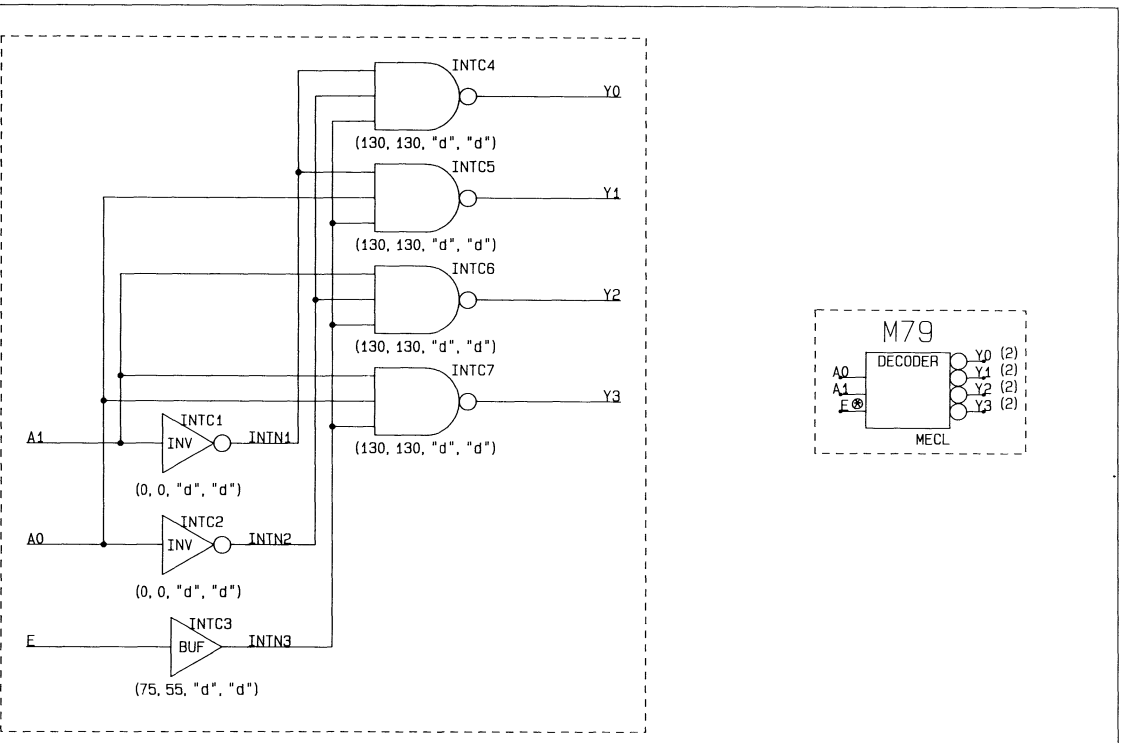 INTC4
Y0
(130, 130, "d", "d")
INTC5
Y1
(130, 130, "d", "d")
INTC6
Y2
(130, 130, "d", "d")
INTC7
Y3
(130, 130, "d", "d")
A1
INTC1
INV
INTN1
(0, 0, "d", "d")
A0
INTC2
INV
INTN2
(0, 0, "d", "d")
E
INTC3
BUF
INTN3
(75, 55, "d", "d")
M79
DECODER
A0
A1
E
Y0 (2)
Y1 (2)
Y2 (2)
Y3 (2)
MECL